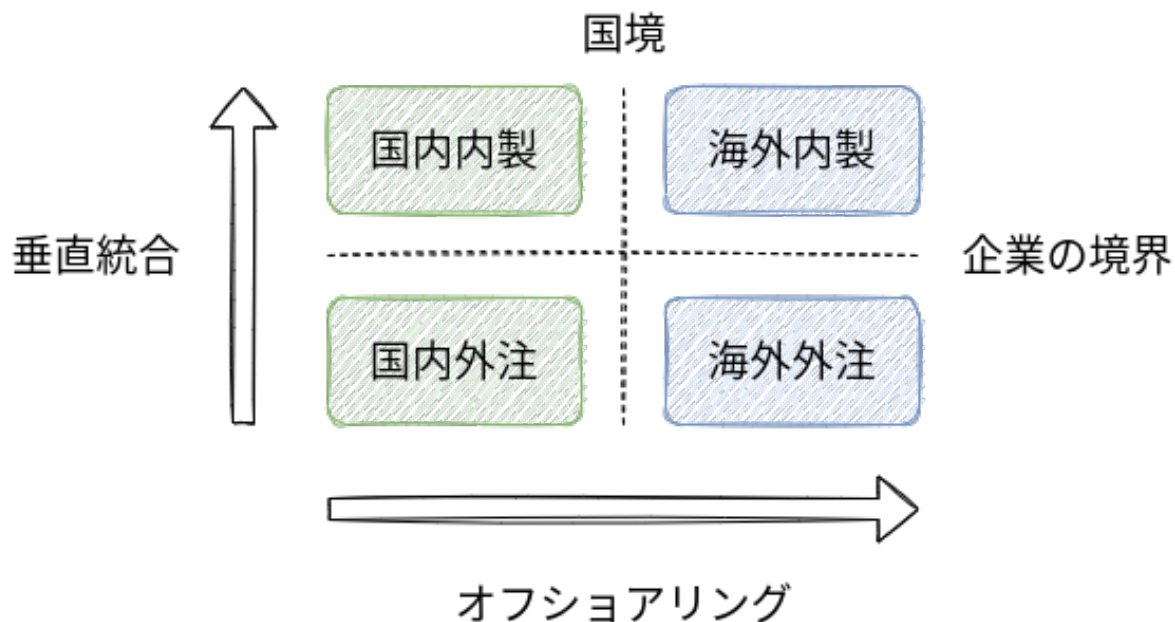 国境
国内内製
海外内製
垂直統合
企業の境界
国内外注
海外外注
オフショアリング